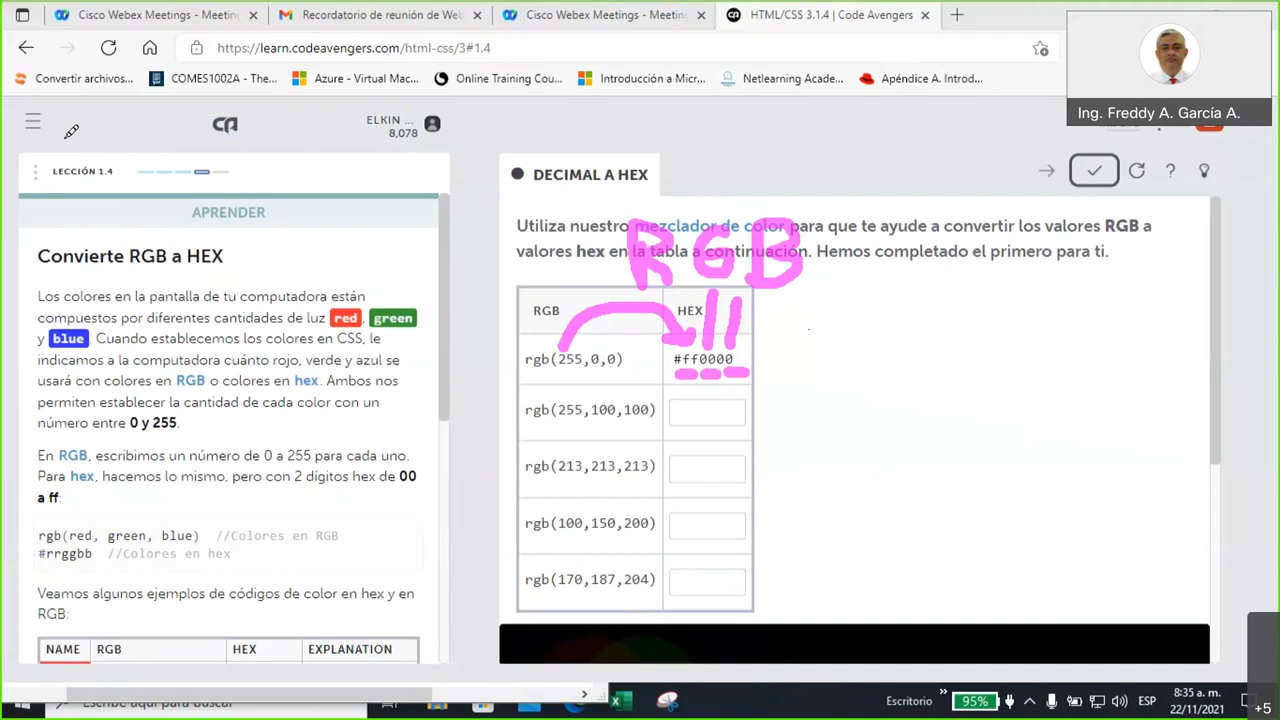 Cisco Webex Meetings - Meeting
Recordatorio de reunión de Web
Cisco Webex Meetings - Meeting
HTML/CSS 3.1.4 | Code Avengers
https://learn.codeavengers.com/html-css/3#1.4
Convertir archivos...
COMES1002A - The...
Azure - Virtual Mac...
Online Training Cou...
Introducción a Micr...
Netlearning Acade...
Apéndice A. Introd...
Ing. Freddy A. García A.
ELKIN ...
8,078
LECCIÓN 1.4
APRENDER
Convierte RGB a HEX
Los colores en la pantalla de tu computadora están
compuestos por diferentes cantidades de luz red, green
y blue. Cuando establecemos los colores en CSS, le
indicamos a la computadora cuánto rojo, verde y azul se
usará con colores en RGB o colores en hex. Ambos nos
permiten establecer la cantidad de cada color con un
número entre 0 y 255.
En RGB, escribimos un número de 0 a 255 para cada uno.
Para hex, hacemos lo mismo, pero con 2 dígitos hex de 00
a ff:
rgb(red, green, blue) //Colores en RGB
#rrggbb //Colores en hex
Veamos algunos ejemplos de códigos de color en hex y en
RGB:
NAME RGB HEX EXPLANATION
DECIMAL A HEX
?
Utiliza nuestro mezclador de color para que te ayude a convertir los valores RGB a
valores hex en la tabla a continuación. Hemos completado el primero para ti.
R G B
RGB HEX
rgb(255,0,0) #ff0000
rgb(255,100,100)
rgb(213,213,213)
rgb(100,150,200)
rgb(170,187,204)
Escribe aquí para buscar
Escritorio
95%
ESP
8:35 a. m.
22/11/2021
+5